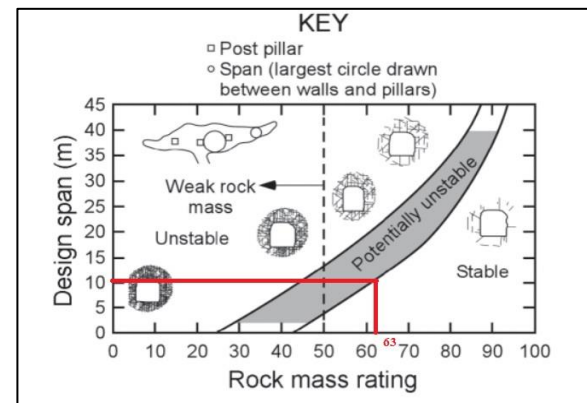 KEY
□ Post pillar
○ Span (largest circle drawn
between walls and pillars)
Design span (m)
45
40
35
30
25
20
15
10
5
0
Weak rock
mass
Unstable
Potentially unstable
Stable
63
0 10 20 30 40 50 60 70 80 90 100
Rock mass rating